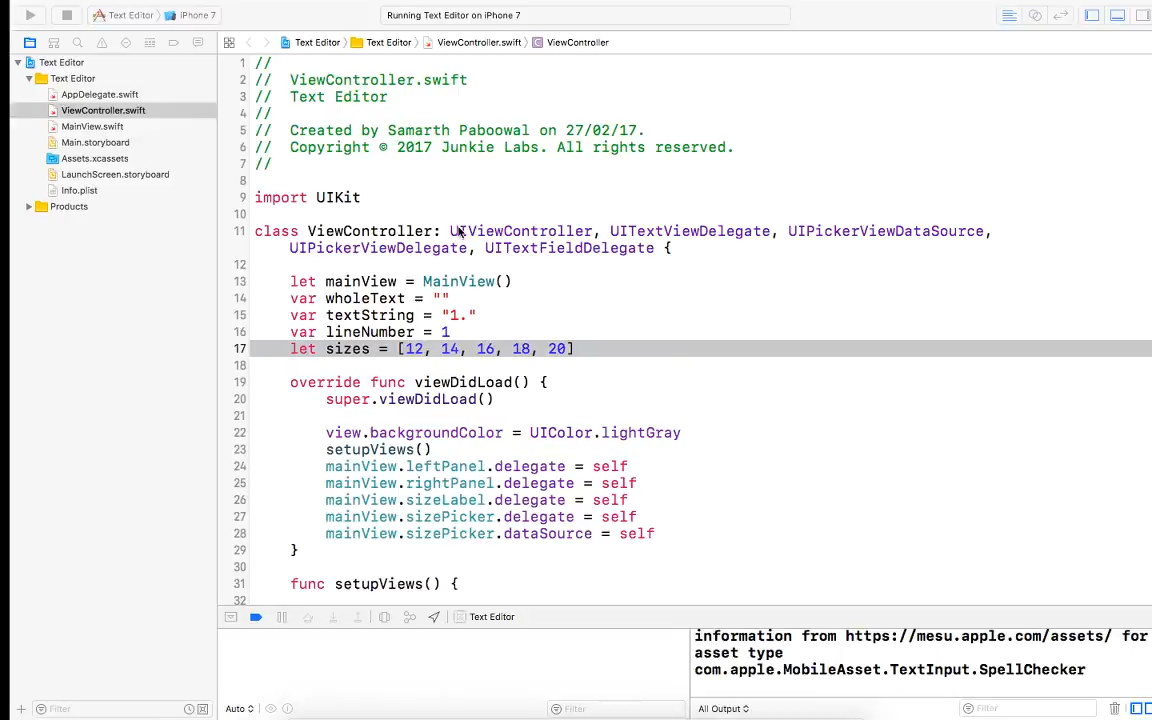 Text Editor iPhone 7 Running Text Editor on iPhone 7
Text Editor Text Editor ViewController.swift ViewController
Text Editor
Text Editor
AppDelegate.swift
ViewController.swift
MainView.swift
Main.storyboard
Assets.xcassets
LaunchScreen.storyboard
Info.plist
Products
1 //
2 // ViewController.swift
3 // Text Editor
4 //
5 // Created by Samarth Paboowal on 27/02/17.
6 // Copyright © 2017 Junkie Labs. All rights reserved.
7 //
8
9 import UIKit
10
11 class ViewController: UIViewController, UITextViewDelegate, UIPickerViewDataSource,
UIPickerViewDelegate, UITextFieldDelegate {
12
13 let mainView = MainView()
14 var wholeText = ""
15 var textString = "1."
16 var lineNumber = 1
17 let sizes = [12, 14, 16, 18, 20]
18
19 override func viewDidLoad() {
20 super.viewDidLoad()
21
22 view.backgroundColor = UIColor.lightGray
23 setupViews()
24 mainView.leftPanel.delegate = self
25 mainView.rightPanel.delegate = self
26 mainView.sizeLabel.delegate = self
27 mainView.sizePicker.delegate = self
28 mainView.sizePicker.dataSource = self
29 }
30
31 func setupViews() {
32
Text Editor
information from https://mesu.apple.com/assets/ for
asset type
com.apple.MobileAsset.TextInput.SpellChecker
Filter Auto Filter All Output Filter